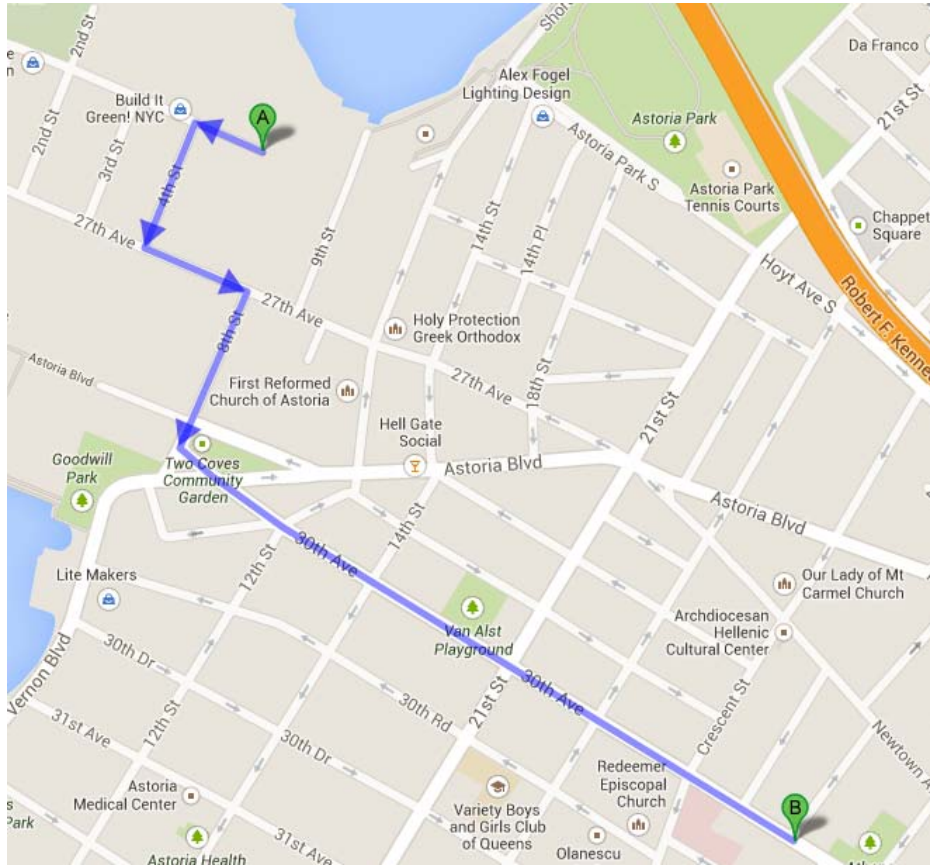 2nd St
Shor
Da Franco
21st St
Alex Fogel
Lighting Design
Build It
Green! NYC
A
Astoria Park
Astoria Park S
2nd St
3rd St
4th St
Astoria Park
Tennis Courts
Chappet
Square
27th Ave
9th St
14th St
14th Pl
Hoyt Ave S
Robert F. Kenne
27th Ave
Holy Protection
Greek Orthodox
8th St
Astoria Blvd
First Reformed
Church of Astoria
27th Ave
18th St
21st St
Hell Gate
Social
Goodwill
Park
Two Coves
Community
Garden
Astoria Blvd
Astoria Blvd
14th St
30th Ave
12th St
Lite Makers
Our Lady of Mt
Carmel Church
Van Alst
Playground
Archdiocesan
Hellenic
Cultural Center
Vernon Blvd
30th Dr
30th Ave
21st St
30th Rd
Crescent St
31st Ave
12th St
30th Dr
Newtown A
Redeemer
Episcopal
Church
Astoria
Medical Center
B
Variety Boys
and Girls Club
of Queens
Park
31st Ave
Olanescu
Astoria Health